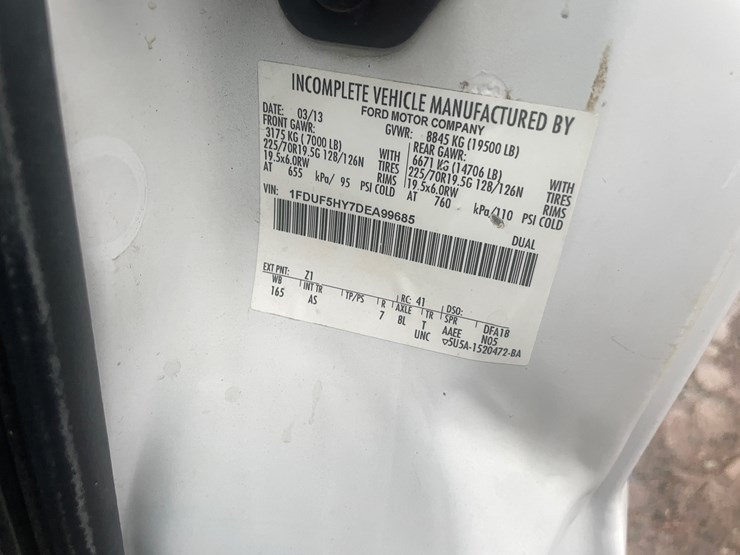 INCOMPLETE VEHICLE MANUFACTURED BY
FORD MOTOR COMPANY
DATE: 03/13 GVWR: 8845 KG (19500 LB)
FRONT GAWR: REAR GAWR:
3175 KG (7000 LB) WITH 6671 KG (14706 LB) WITH
225/70R19.5G 128/126N TIRES 225/70R19.5G 128/126N TIRES
19.5x6.0RW RIMS 19.5x6.0RW RIMS
AT 655 kPa/ 95 PSI COLD AT 760 kPa/110 PSI COLD
VIN: 1FDUF5HY7DEA99685 DUAL
EXT PNT: Z1 RC: 41 DSO:
WB INT TR TP/PS R AXLE TR SPR DFA18
165 AS 7 8L T AAEE N05
UNC ▽5U5A-1520472-BA